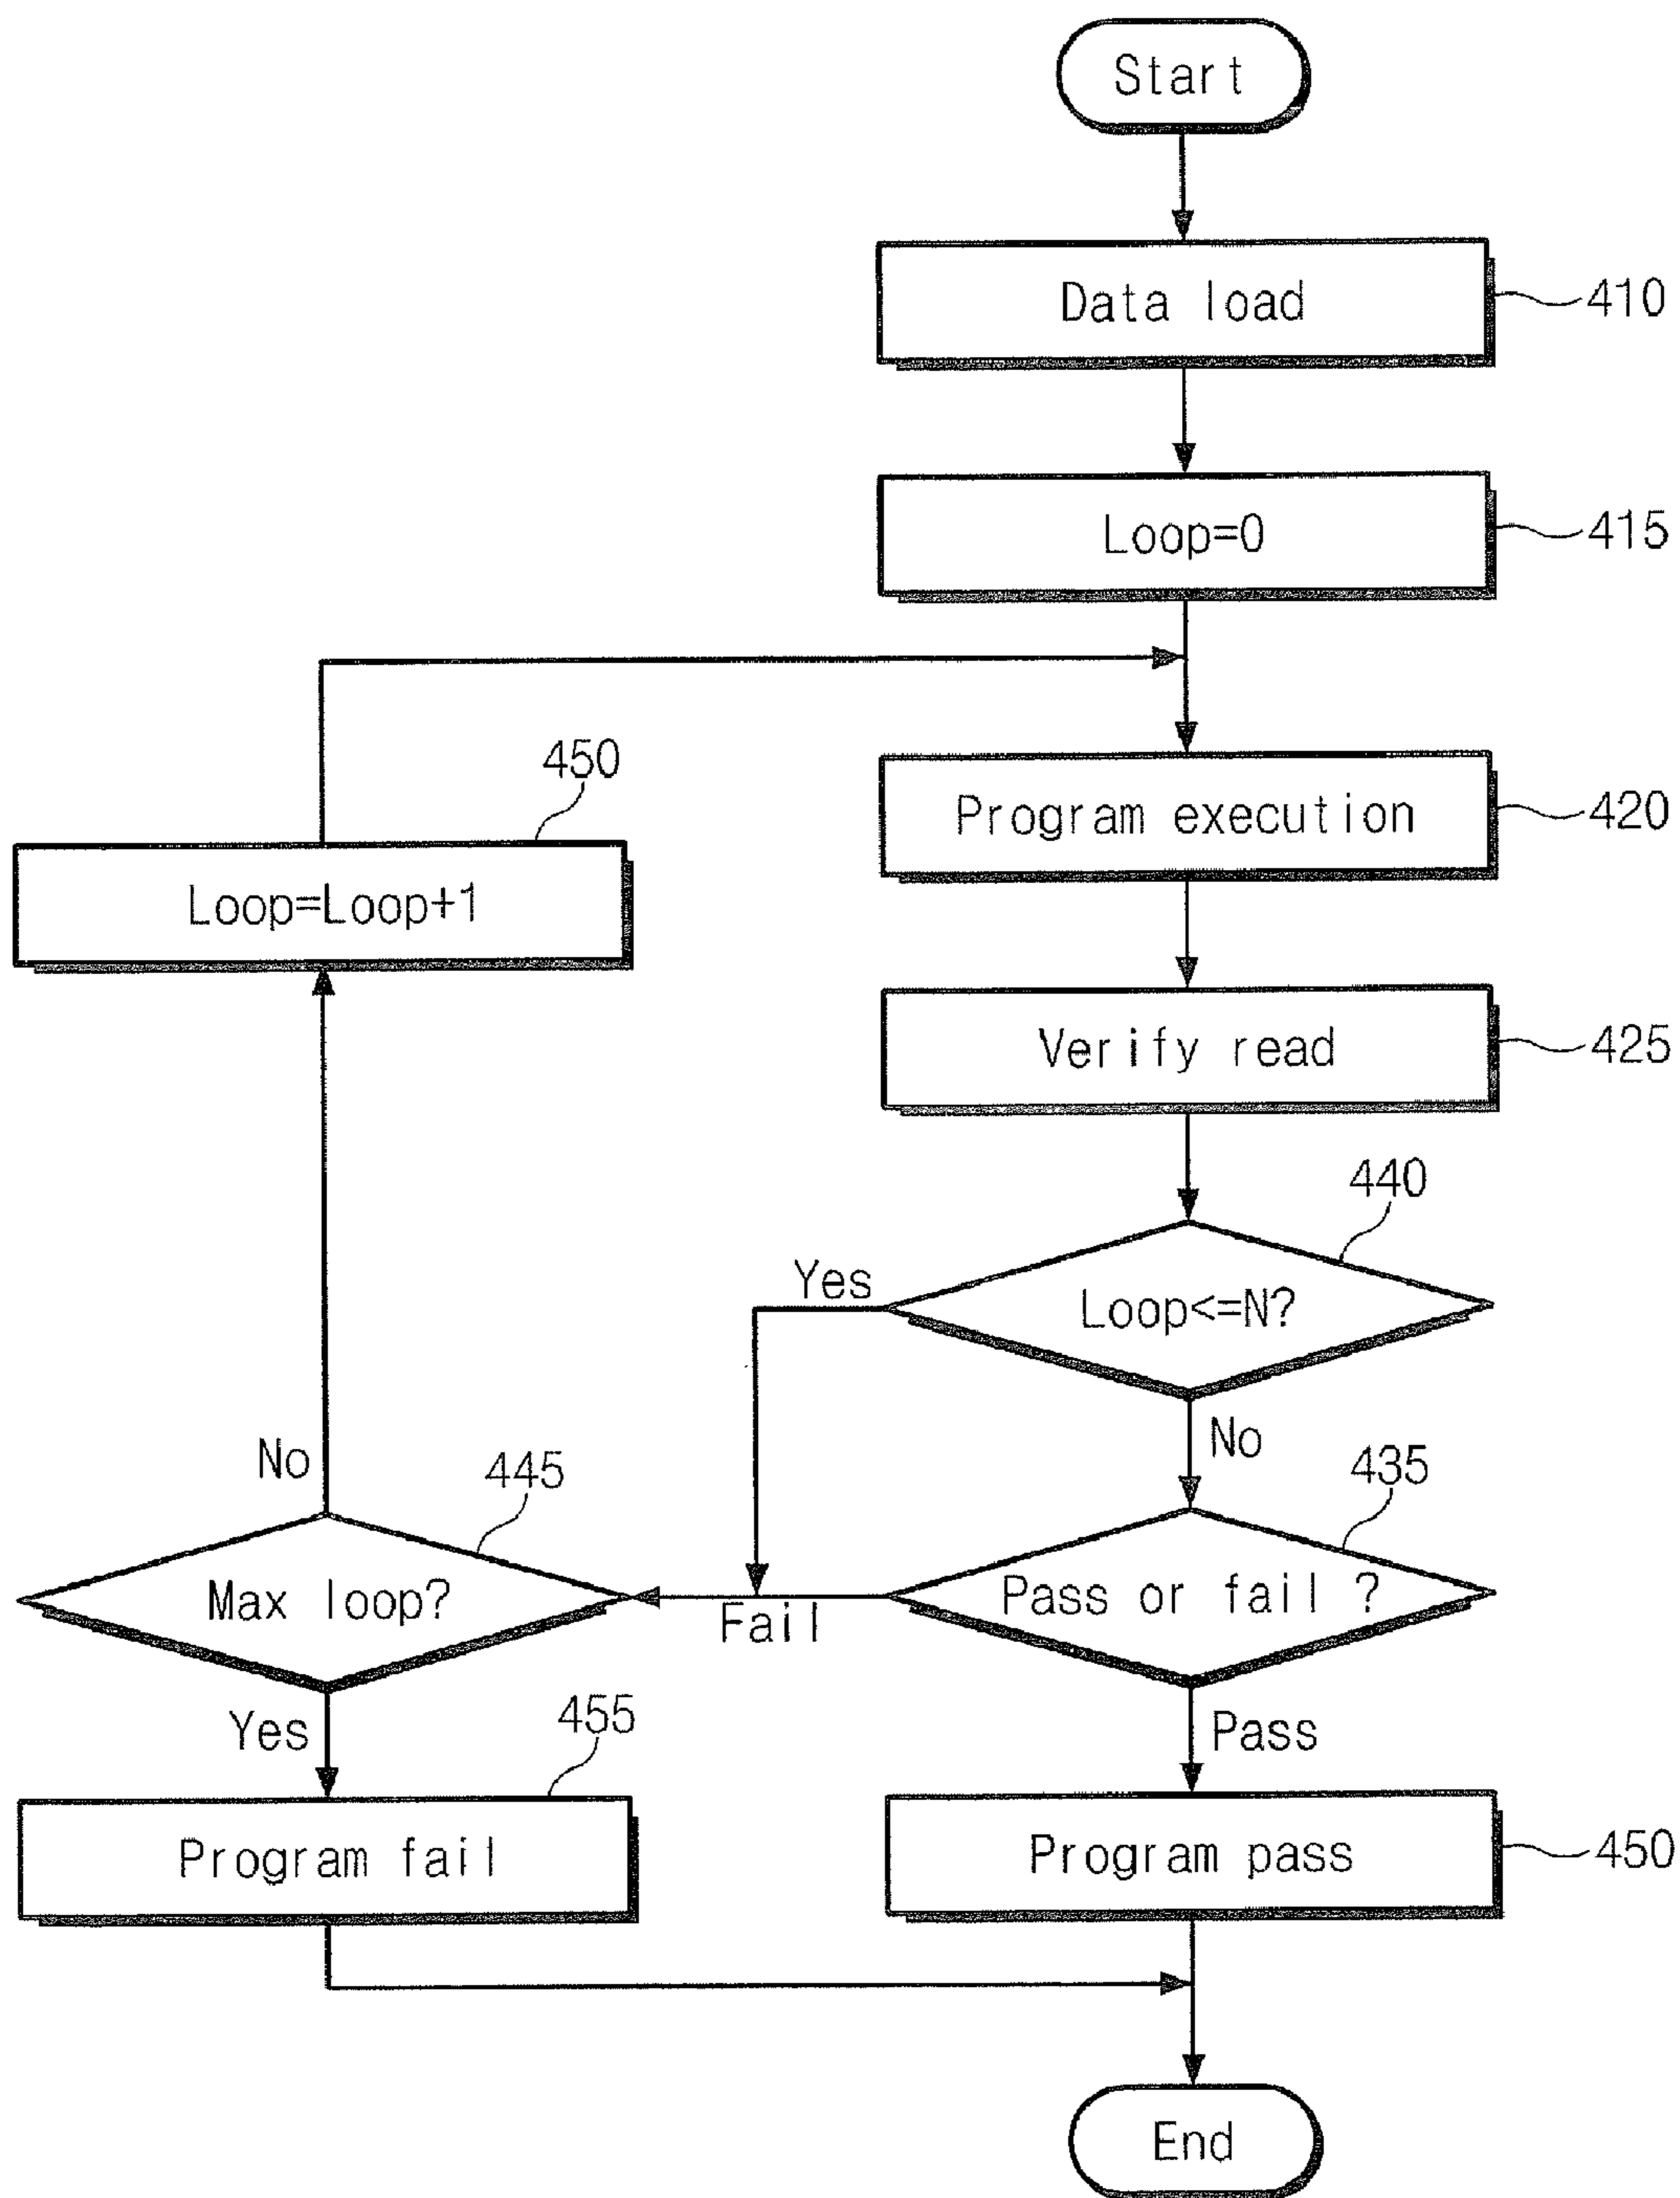 Start
Data load
410
Loop=0
415
450
Loop=Loop+1
Program execution
420
Verify read
425
440
Yes
Loop<=N?
No
No
445
435
Max loop?
Fail
Pass or fail ?
Yes
455
Pass
Program fail
Program pass
450
End